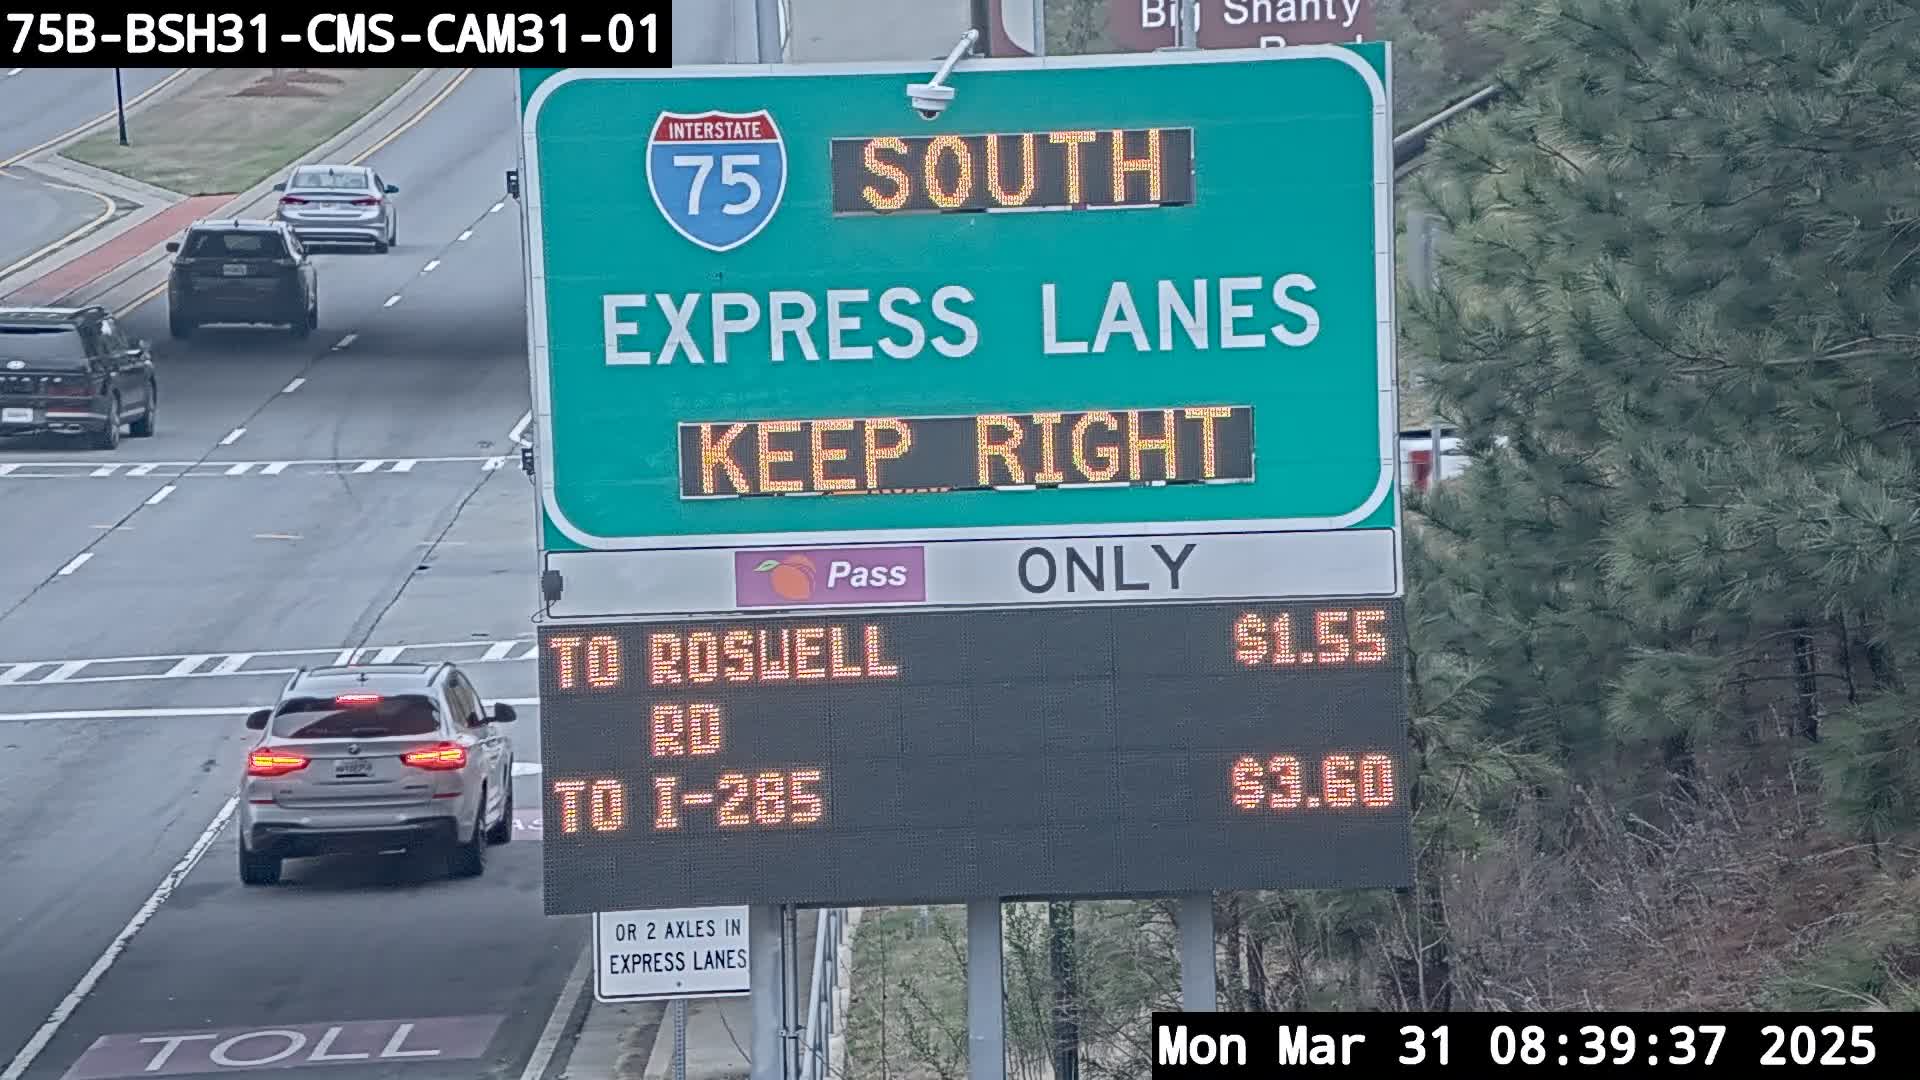 75B-BSH31-CMS-CAM31-01
Big Shanty
Road
INTERSTATE
75
SOUTH
EXPRESS LANES
KEEP RIGHT
Pass
ONLY
TO ROSWELL $1.55
RD
TO I-285 $3.60
OR 2 AXLES IN
EXPRESS LANES
TOLL
Mon Mar 31 08:39:37 2025